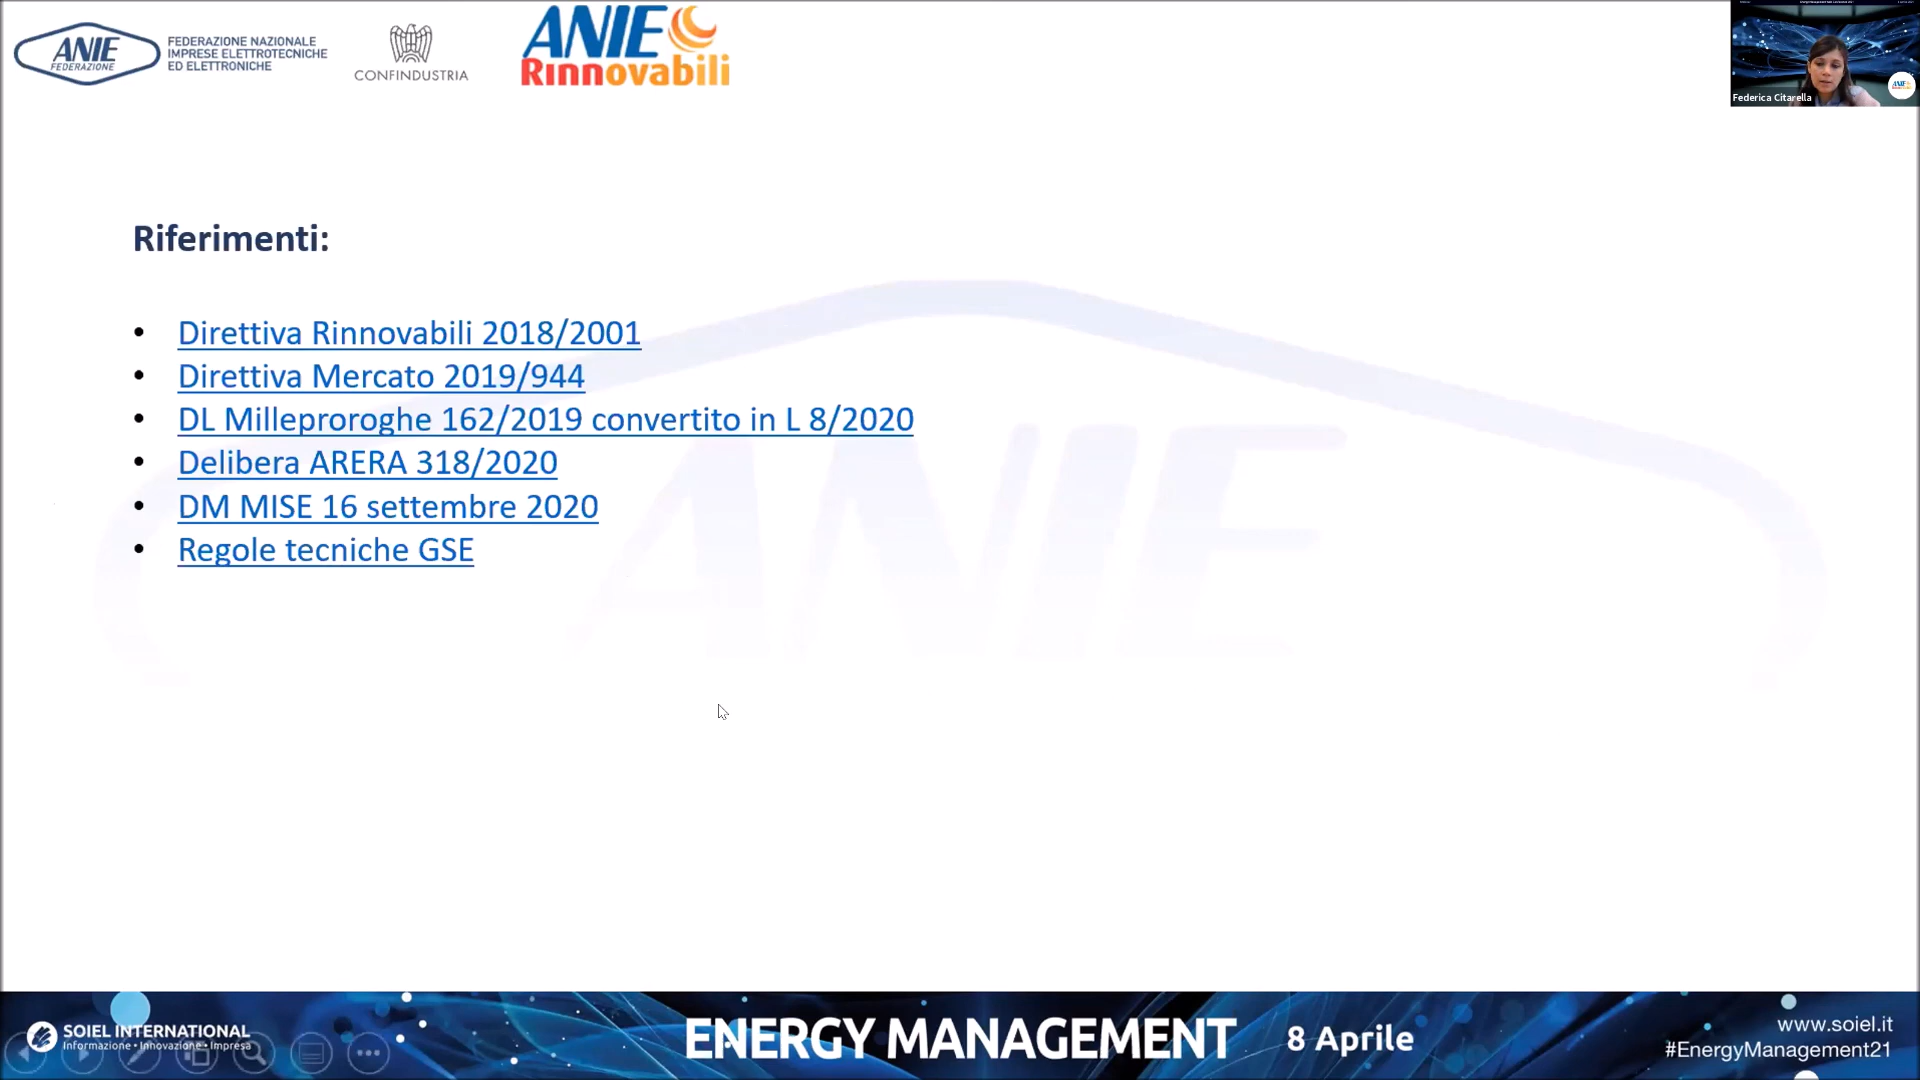 ANIE
FEDERAZIONE
FEDERAZIONE NAZIONALE
IMPRESE ELETTROTECNICHE
ED ELETTRONICHE
CONFINDUSTRIA
ANIE
Rinnovabili
Federica Citarella
Riferimenti:
• Direttiva Rinnovabili 2018/2001
• Direttiva Mercato 2019/944
• DL Milleproroghe 162/2019 convertito in L 8/2020
• Delibera ARERA 318/2020
• DM MISE 16 settembre 2020
• Regole tecniche GSE
ANIE
SOIEL INTERNATIONAL
Informazione • Innovazione • Impresa
ENERGY MANAGEMENT 8 Aprile
www.soiel.it
#EnergyManagement21